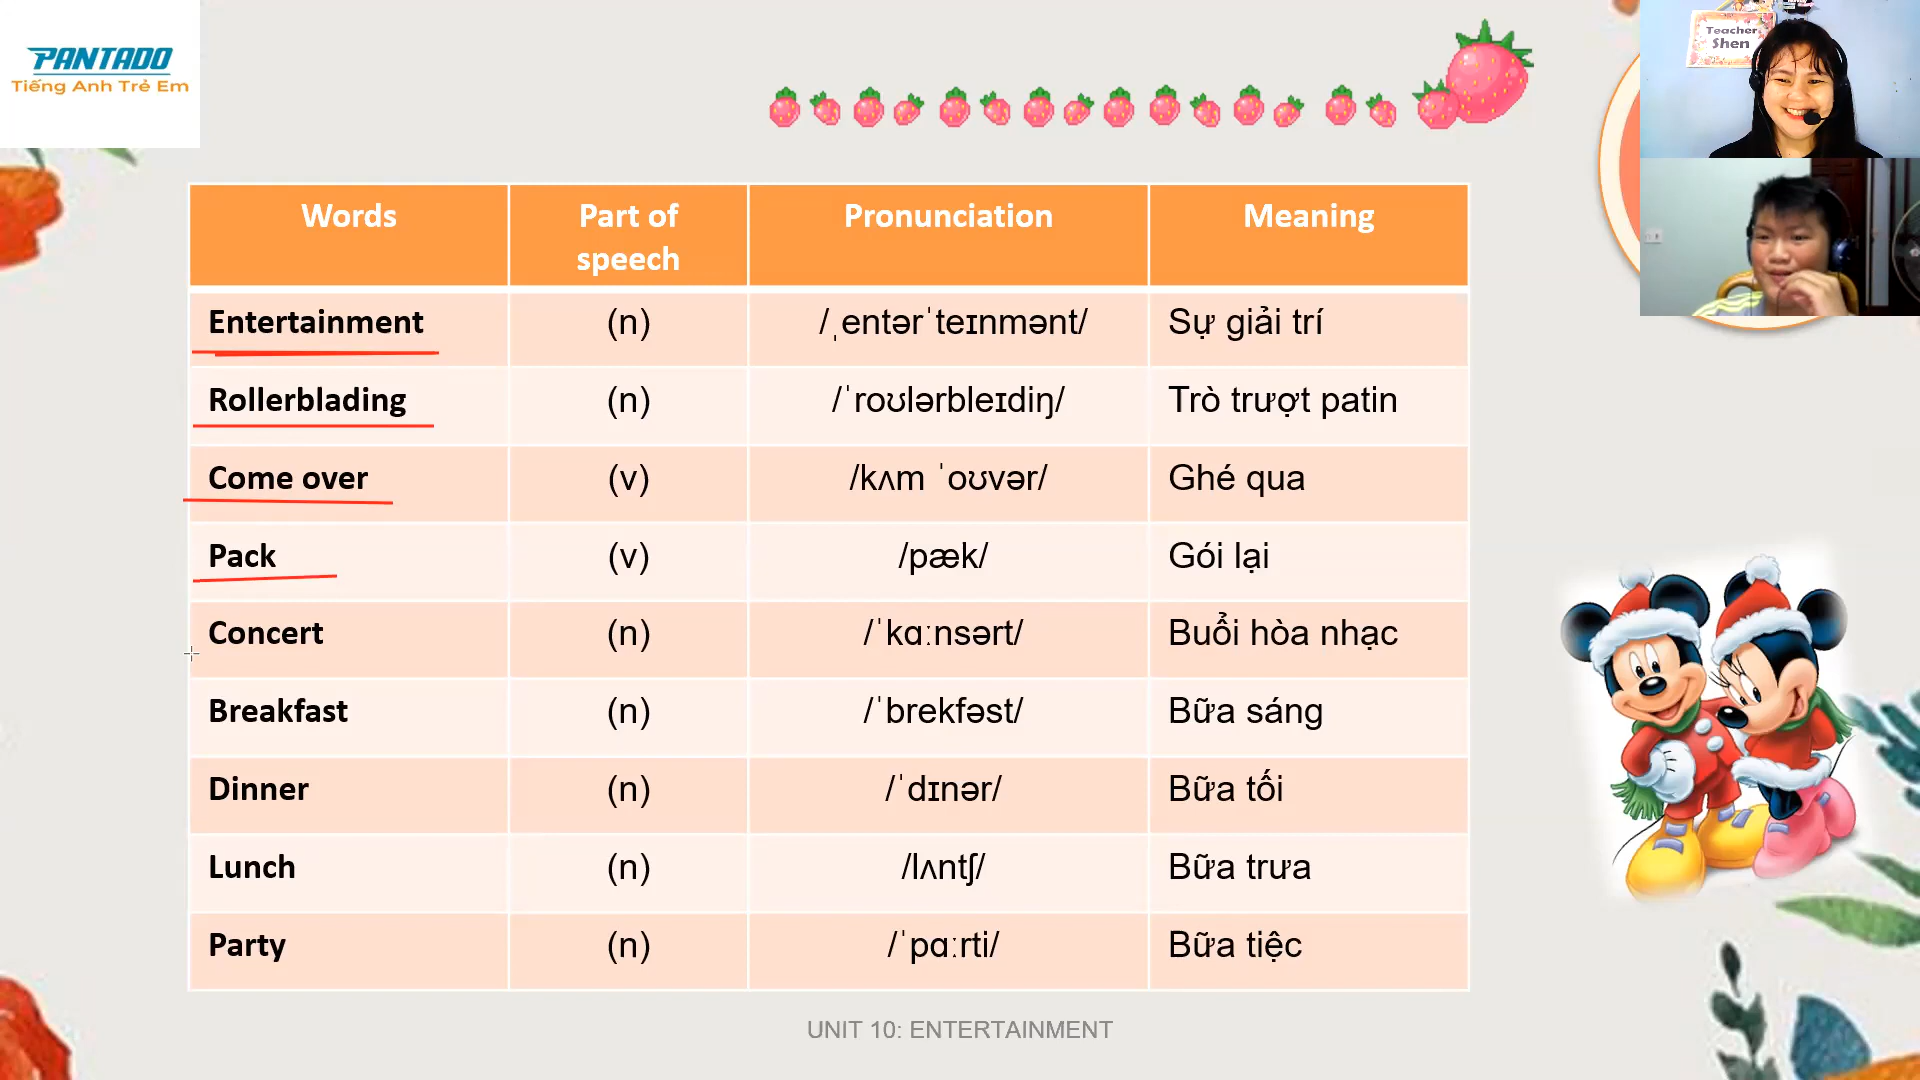 PANTADO
Tiếng Anh Trẻ Em
Teacher
Shen
Words Part of speech Pronunciation Meaning
Entertainment (n) /ˌentərˈteɪnmənt/ Sự giải trí
Rollerblading (n) /ˈroʊlərbleɪdiŋ/ Trò trượt patin
Come over (v) /kʌm ˈoʊvər/ Ghé qua
Pack (v) /pæk/ Gói lại
Concert (n) /ˈkɑːnsərt/ Buổi hòa nhạc
Breakfast (n) /ˈbrekfəst/ Bữa sáng
Dinner (n) /ˈdɪnər/ Bữa tối
Lunch (n) /lʌntʃ/ Bữa trưa
Party (n) /ˈpɑːrti/ Bữa tiệc
UNIT 10: ENTERTAINMENT